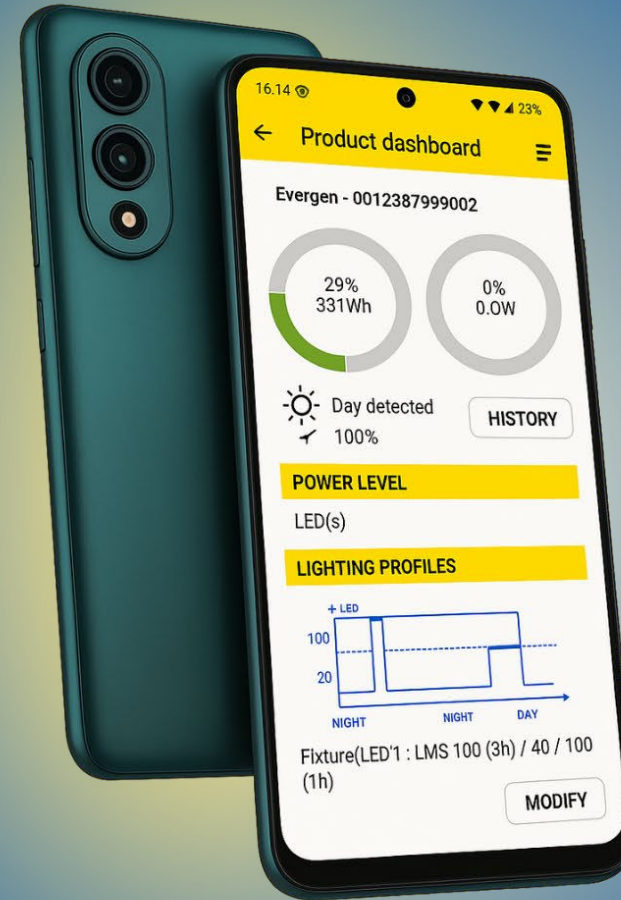 16.14 23%
Product dashboard
Evergen - 0012387999002
29%
331Wh
0%
0.OW
Day detected
100%
HISTORY
POWER LEVEL
LED(s)
LIGHTING PROFILES
+ LED
100
20
NIGHT NIGHT DAY
Fixture(LED'1 : LMS 100 (3h) / 40 / 100
(1h)
MODIFY